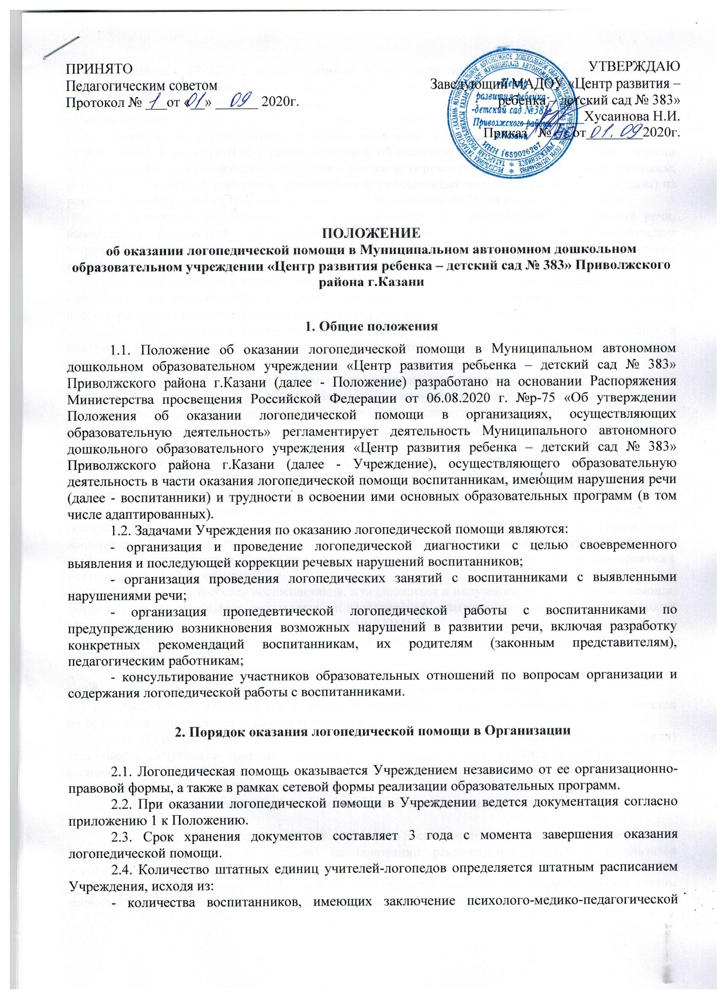 ПРИНЯТО
Педагогическим советом
Протокол № 1 от «01» 09 2020г.
УТВЕРЖДАЮ
Заведующий МАДОУ «Центр развития –
ребенка – детский сад № 383»
Хусаинова Н.И.
Приказ № от 01.09 2020г.
«Центр
развития ребенка-
-детский сад №383»
Приволжского района
г.Казани
ИНН 1659026267
ПОЛОЖЕНИЕ
об оказании логопедической помощи в Муниципальном автономном дошкольном
образовательном учреждении «Центр развития ребенка – детский сад № 383» Приволжского
района г.Казани
1. Общие положения
1.1. Положение об оказании логопедической помощи в Муниципальном автономном
дошкольном образовательном учреждении «Центр развития ребьенка – детский сад № 383»
Приволжского района г.Казани (далее - Положение) разработано на основании Распоряжения
Министерства просвещения Российской Федерации от 06.08.2020 г. №р-75 «Об утверждении
Положения об оказании логопедической помощи в организациях, осуществляющих
образовательную деятельность» регламентирует деятельность Муниципального автономного
дошкольного образовательного учреждения «Центр развития ребенка – детский сад № 383»
Приволжского района г.Казани (далее - Учреждение), осуществляющего образовательную
деятельность в части оказания логопедической помощи воспитанникам, имеющим нарушения речи
(далее - воспитанники) и трудности в освоении ими основных образовательных программ (в том
числе адаптированных).
1.2. Задачами Учреждения по оказанию логопедической помощи являются:
- организация и проведение логопедической диагностики с целью своевременного
выявления и последующей коррекции речевых нарушений воспитанников;
- организация проведения логопедических занятий с воспитанниками с выявленными
нарушениями речи;
- организация пропедевтической логопедической работы с воспитанниками по
предупреждению возникновения возможных нарушений в развитии речи, включая разработку
конкретных рекомендаций воспитанникам, их родителям (законным представителям),
педагогическим работникам;
- консультирование участников образовательных отношений по вопросам организации и
содержания логопедической работы с воспитанниками.
2. Порядок оказания логопедической помощи в Организации
2.1. Логопедическая помощь оказывается Учреждением независимо от ее организационно-
правовой формы, а также в рамках сетевой формы реализации образовательных программ.
2.2. При оказании логопедической помощи в Учреждении ведется документация согласно
приложению 1 к Положению.
2.3. Срок хранения документов составляет 3 года с момента завершения оказания
логопедической помощи.
2.4. Количество штатных единиц учителей-логопедов определяется штатным расписанием
Учреждения, исходя из:
- количества воспитанников, имеющих заключение психолого-медико-педагогической